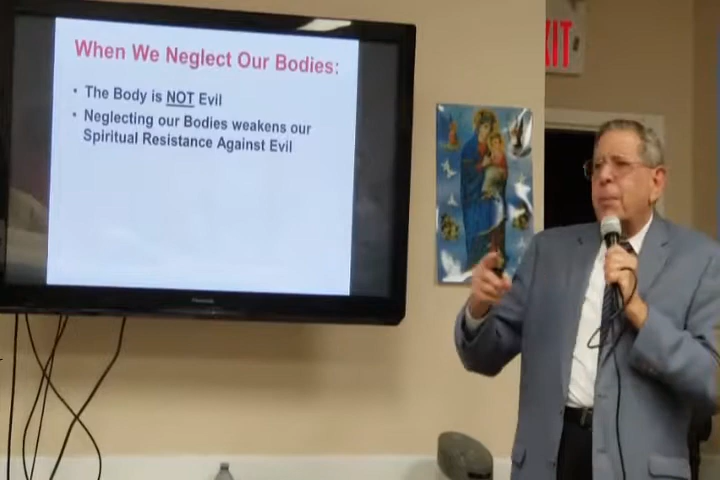 When We Neglect Our Bodies:
• The Body is NOT Evil
• Neglecting our Bodies weakens our
Spiritual Resistance Against Evil
XIT